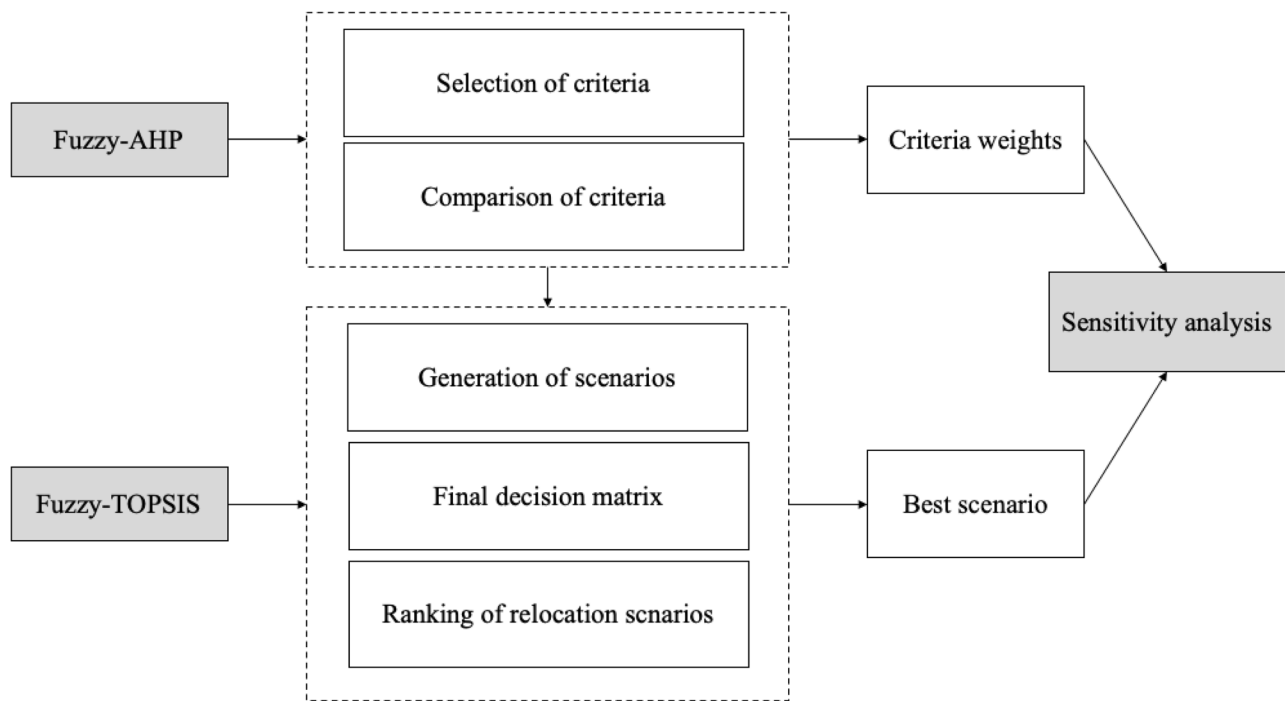 Fuzzy-AHP
Selection of criteria
Comparison of criteria
Criteria weights
Sensitivity analysis
Fuzzy-TOPSIS
Generation of scenarios
Final decision matrix
Ranking of relocation scnarios
Best scenario